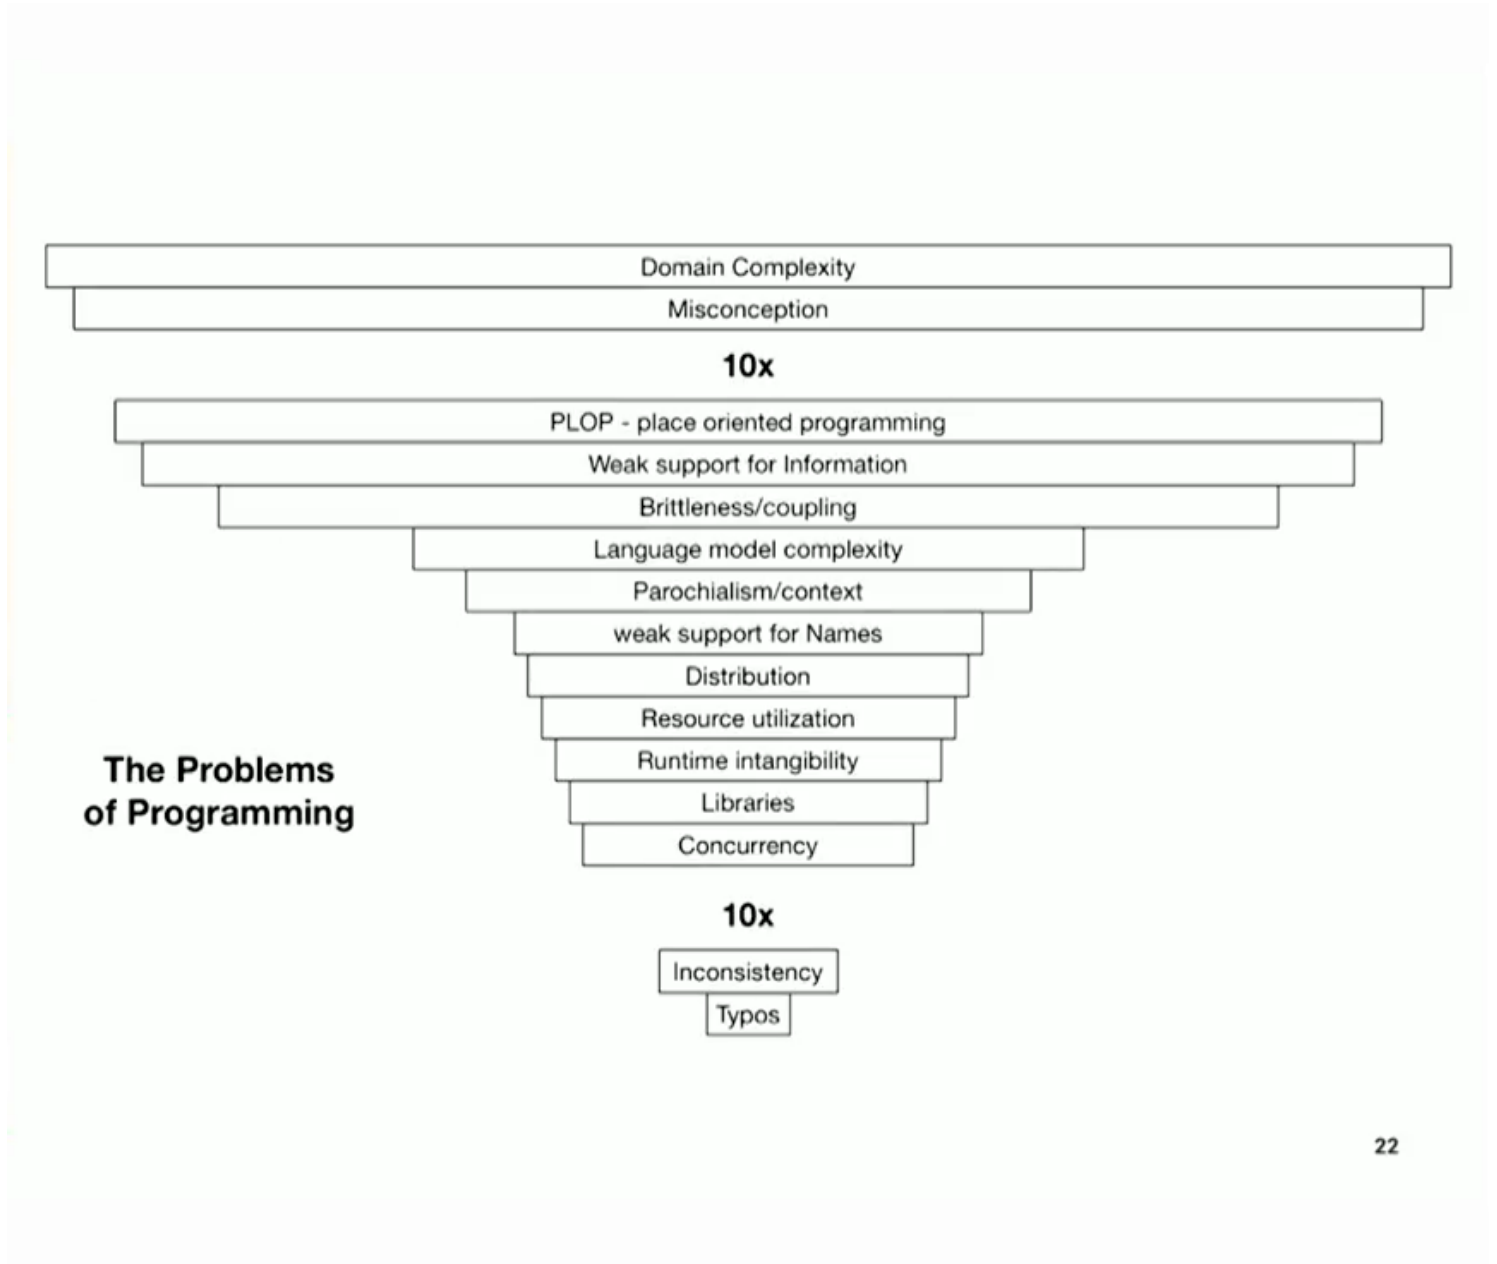 Domain Complexity
Misconception
10x
PLOP - place oriented programming
Weak support for Information
Brittleness/coupling
Language model complexity
Parochialism/context
weak support for Names
Distribution
Resource utilization
Runtime intangibility
Libraries
Concurrency
The Problems
of Programming
10x
Inconsistency
Typos
22